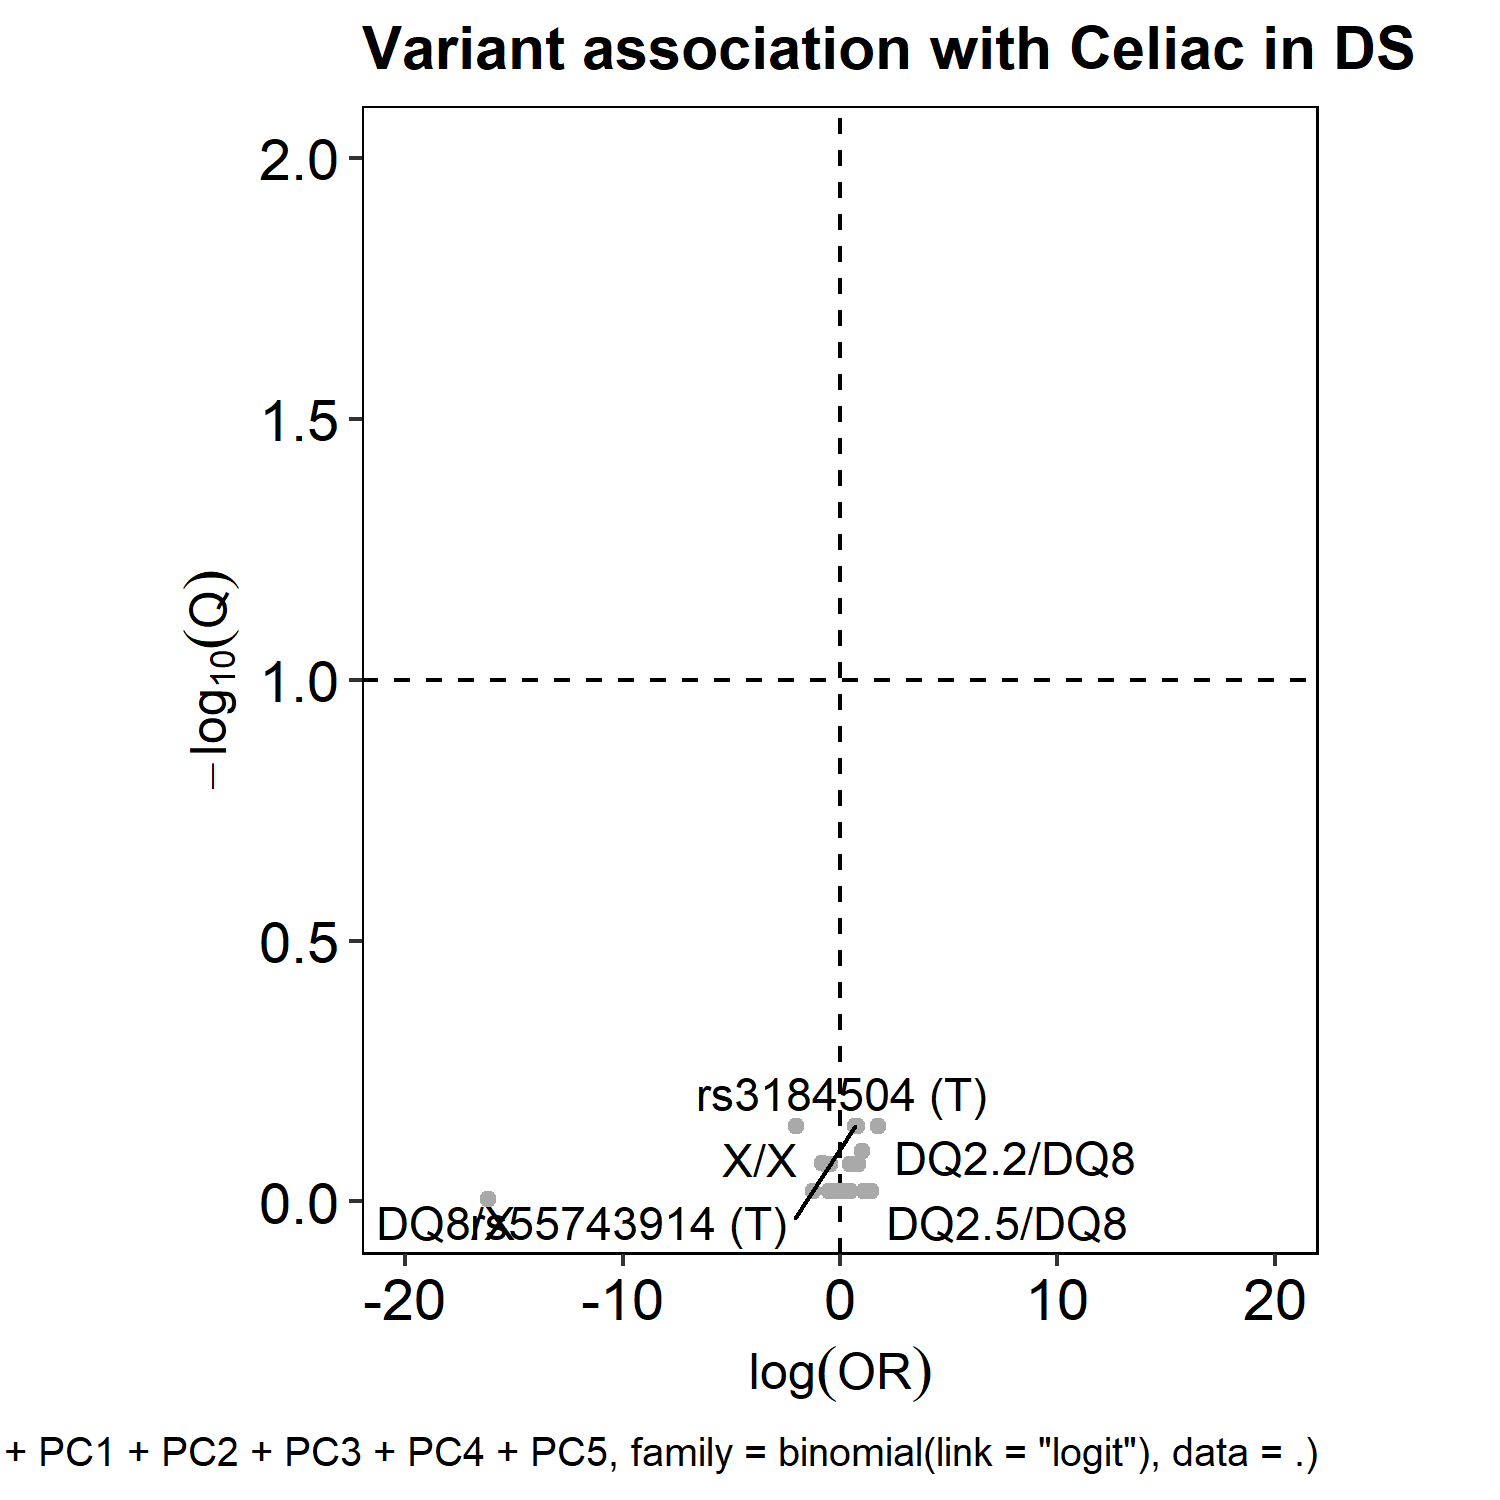 Variant association with Celiac in DS
2.0
1.5
1.0
0.5
0.0
−log10(Q)
rs3184504 (T)
X/X
DQ2.2/DQ8
DQ8/X
rs55743914 (T)
DQ2.5/DQ8
-20 -10 0 10 20
log(OR)
+ PC1 + PC2 + PC3 + PC4 + PC5, family = binomial(link = "logit"), data = .)